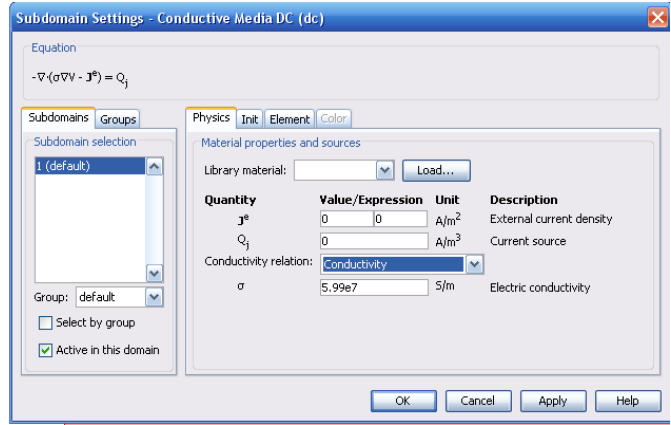 Subdomain Settings - Conductive Media DC (dc)
Equation
-∇·(σ∇V - Jᵉ) = Qⱼ
Subdomains Groups
Physics Init Element Color
Subdomain selection
1 (default)
Group: default
Select by group
Active in this domain
Material properties and sources
Library material: Load...
Quantity Value/Expression Unit Description
Jᵉ 0 0 A/m² External current density
Qⱼ 0 A/m³ Current source
Conductivity relation: Conductivity
σ 5.99e7 S/m Electric conductivity
OK Cancel Apply Help